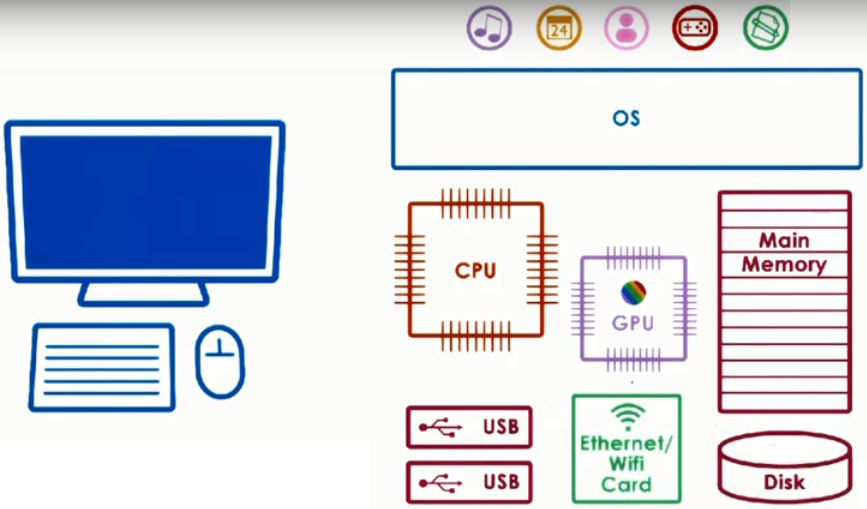 24
OS
CPU
Main
Memory
GPU
USB
Ethernet/
Wifi
Card
USB
Disk